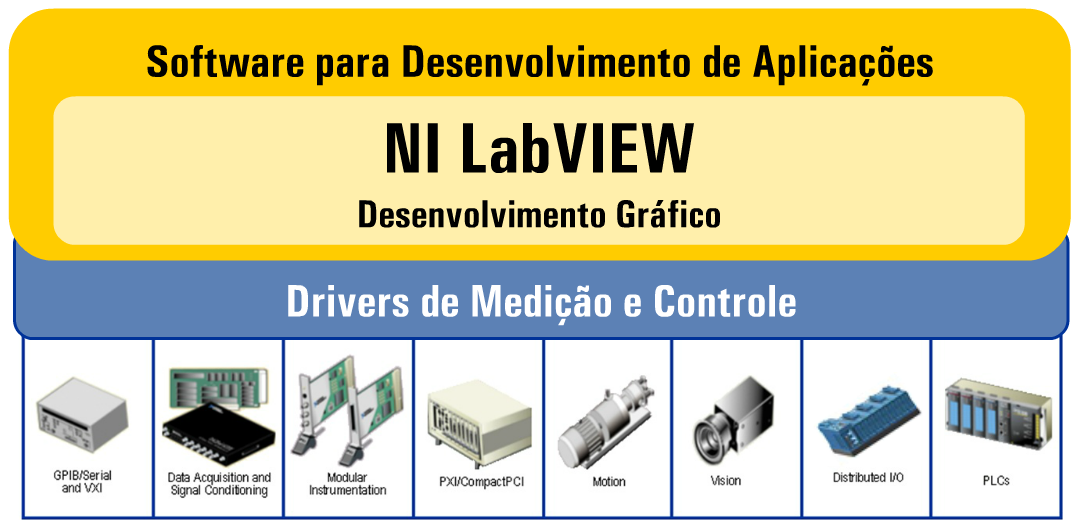 Software para Desenvolvimento de Aplicações
NI LabVIEW
Desenvolvimento Gráfico
Drivers de Medição e Controle
GPIB/Serial
and VXI
Data Acquisition and
Signal Conditioning
Modular
Instrumentation
PXI/CompactPCI
Motion
Vision
Distributed I/O
PLCs